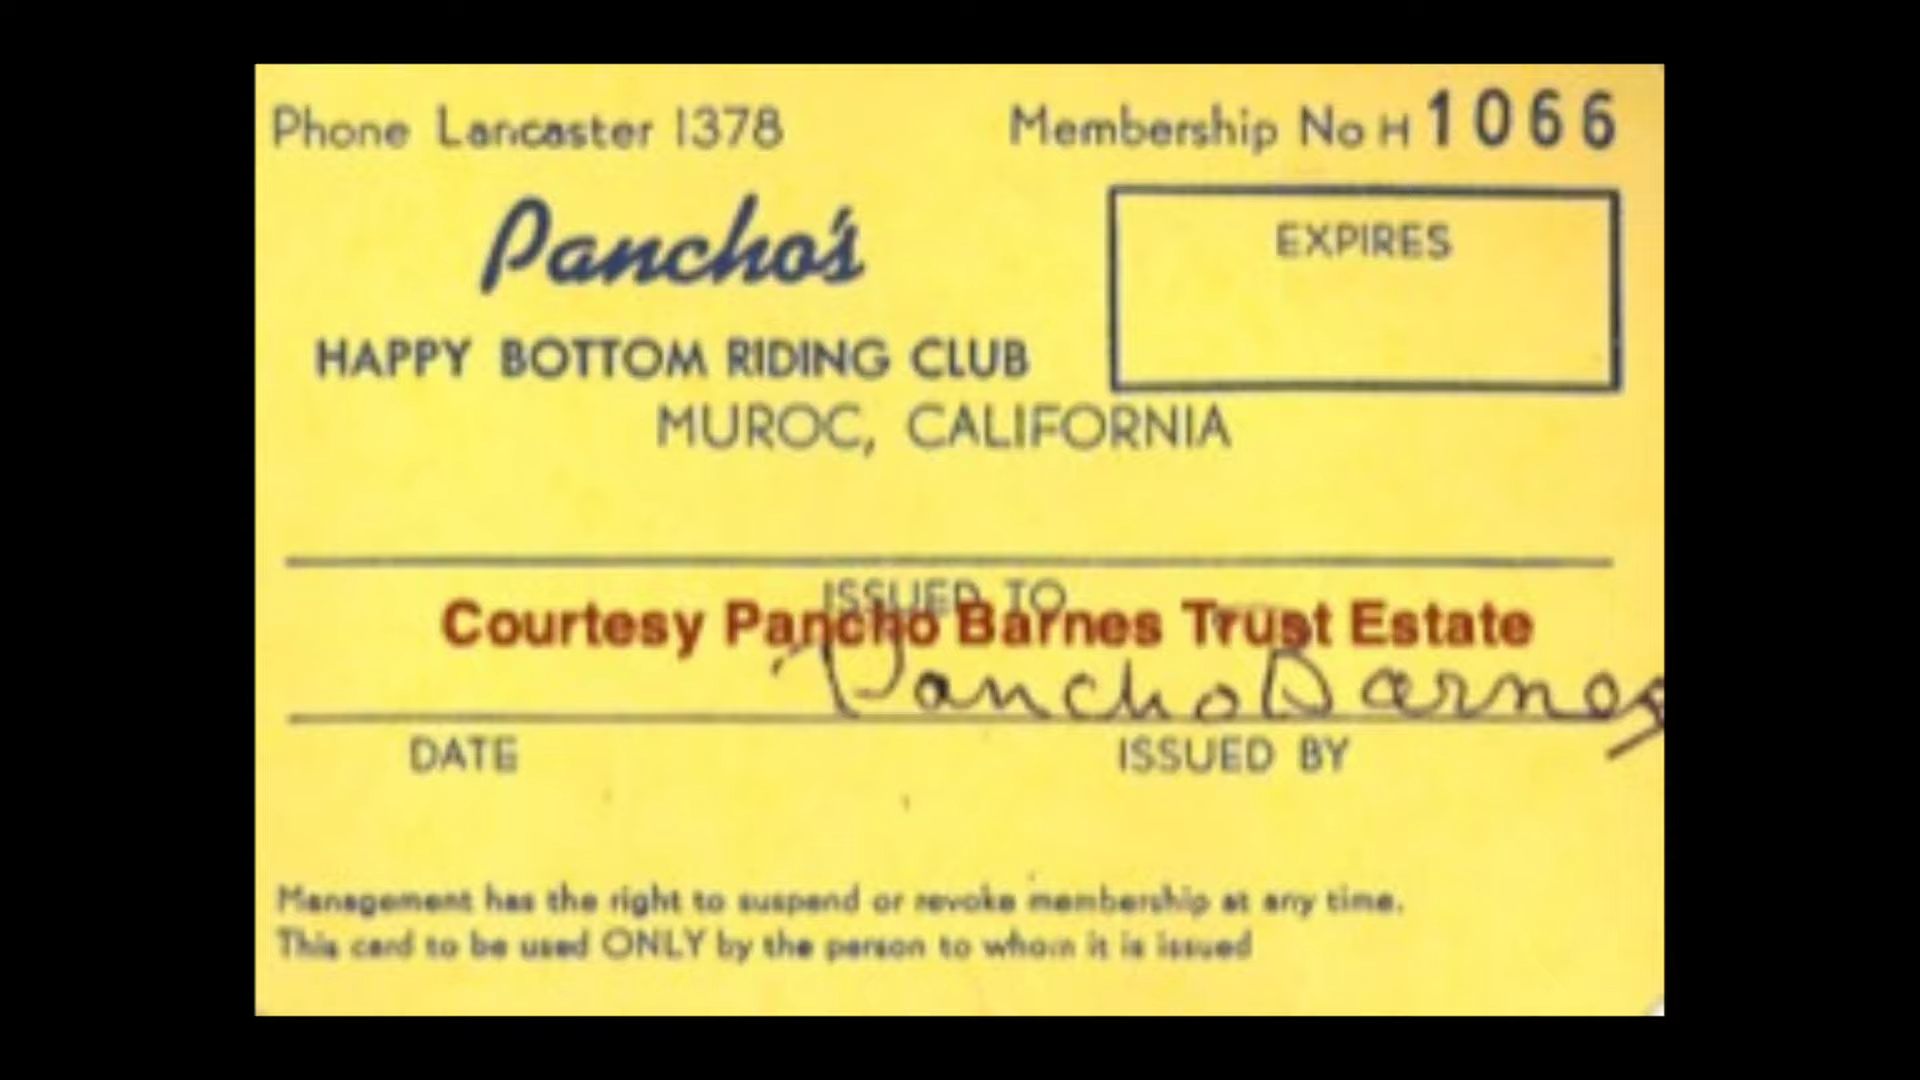 Phone Lancaster 1378
Membership No H 1066
Pancho's
EXPIRES
HAPPY BOTTOM RIDING CLUB
MUROC, CALIFORNIA
ISSUED TO
Courtesy Pancho Barnes Trust Estate
Pancho Barnes
DATE
ISSUED BY
Management has the right to suspend or revoke membership at any time.
This card to be used ONLY by the person to whom it is issued